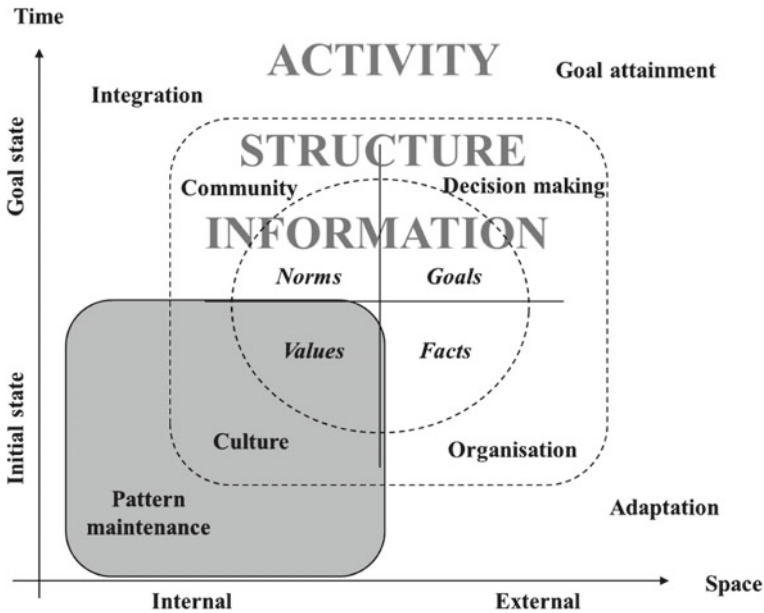 Time
ACTIVITY
Goal attainment
Integration
STRUCTURE
Community
Decision making
Goal state
INFORMATION
Norms
Goals
Values
Facts
Initial state
Culture
Organisation
Pattern
maintenance
Adaptation
Space
Internal
External